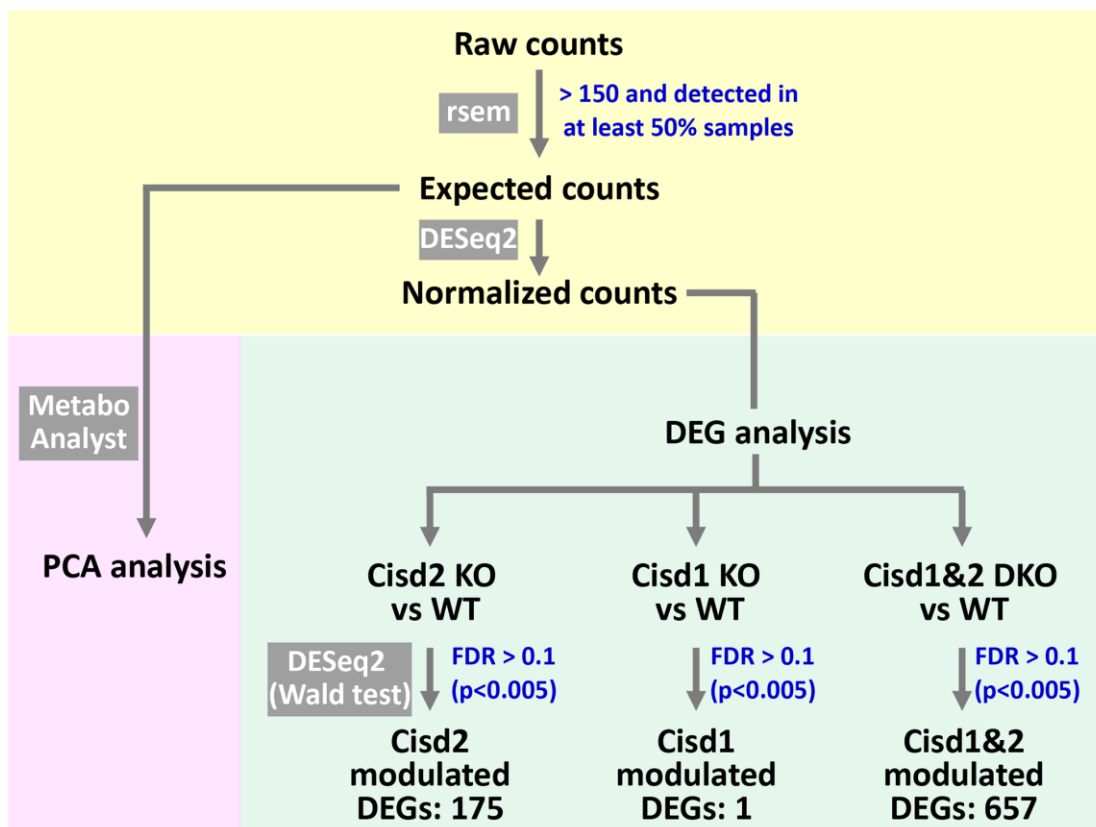 Raw counts
rsem
> 150 and detected in
at least 50% samples
Expected counts
DESeq2
Normalized counts
Metabo
Analyst
PCA analysis
DEG analysis
Cisd2 KO
vs WT
Cisd1 KO
vs WT
Cisd1&2 DKO
vs WT
DESeq2
(Wald test)
FDR > 0.1
(p<0.005)
FDR > 0.1
(p<0.005)
FDR > 0.1
(p<0.005)
Cisd2
modulated
DEGs: 175
Cisd1
modulated
DEGs: 1
Cisd1&2
modulated
DEGs: 657